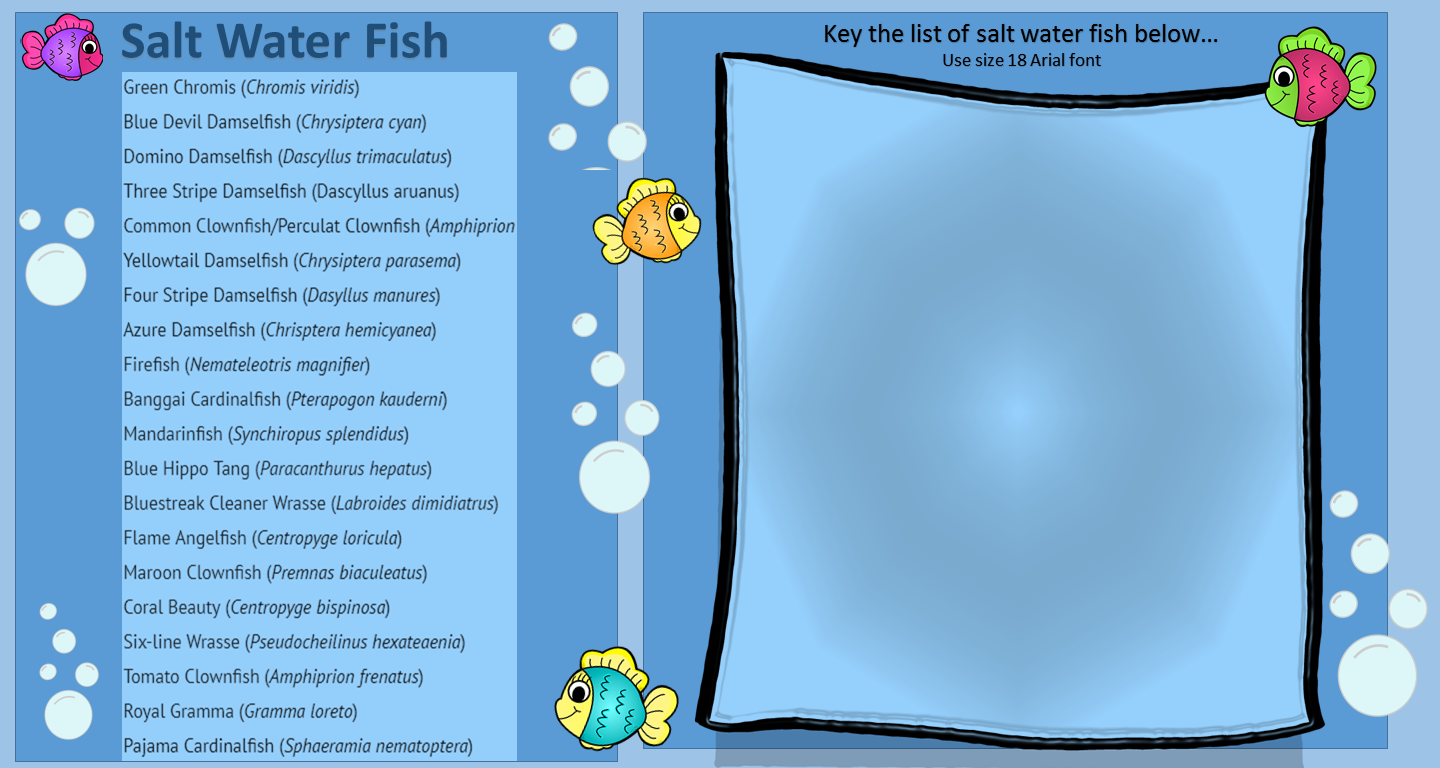 Salt Water Fish
Green Chromis (Chromis viridis)
Blue Devil Damselfish (Chrysiptera cyan)
Domino Damselfish (Dascyllus trimaculatus)
Three Stripe Damselfish (Dascyllus aruanus)
Common Clownfish/Perculat Clownfish (Amphiprion
Yellowtail Damselfish (Chrysiptera parasema)
Four Stripe Damselfish (Dasyllus manures)
Azure Damselfish (Chrisptera hemicyanea)
Firefish (Nemateleotris magnifier)
Banggai Cardinalfish (Pterapogon kauderni)
Mandarinfish (Synchiropus splendidus)
Blue Hippo Tang (Paracanthurus hepatus)
Bluestreak Cleaner Wrasse (Labroides dimidiatrus)
Flame Angelfish (Centropyge loricula)
Maroon Clownfish (Premnas biaculeatus)
Coral Beauty (Centropyge bispinosa)
Six-line Wrasse (Pseudocheilinus hexateaenia)
Tomato Clownfish (Amphiprion frenatus)
Royal Gramma (Gramma loreto)
Pajama Cardinalfish (Sphaeramia nematoptera)
Key the list of salt water fish below…
Use size 18 Arial font